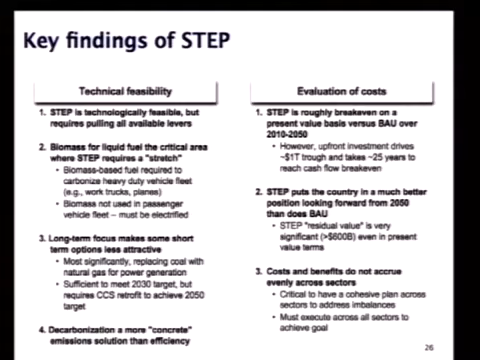 Key findings of STEP
Technical feasibility
1. STEP is technologically feasible, but
requires pulling all available levers
2. Biomass for liquid fuel the critical area
where STEP requires a "stretch"
• Biomass-based fuel required to
carbonize heavy duty vehicle fleet
(e.g., work trucks, planes)
• Biomass not used in passenger
vehicle fleet – must be electrified
3. Long-term focus makes some short
term options less attractive
• Most significantly, replacing coal with
natural gas for power generation
• Sufficient to meet 2030 target, but
requires CCS retrofit to achieve 2050
target
4. Decarbonization a more "concrete"
emissions solution than efficiency
Evaluation of costs
1. STEP is roughly breakeven on a
present value basis versus BAU over
2010-2050
• However, upfront investment drives
~$1T trough and takes ~25 years to
reach cash flow breakeven
2. STEP puts the country in a much better
position looking forward from 2050
than does BAU
• STEP "residual value" is very
significant (>$600B) even in present
value terms
3. Costs and benefits do not accrue
evenly across sectors
• Critical to have a cohesive plan across
sectors to address imbalances
• Must execute across all sectors to
achieve goal
26